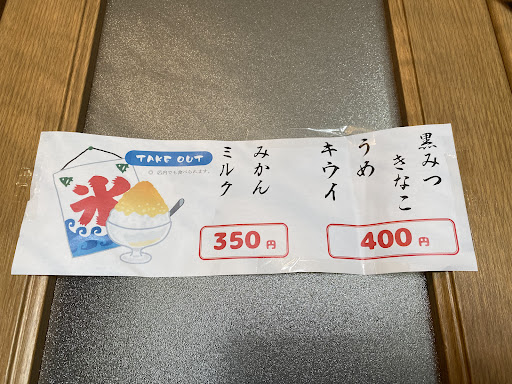 黒みつ
きなこ
うめ
キウイ
400円
みかん
ミルク
350円
TAKE OUT
氷